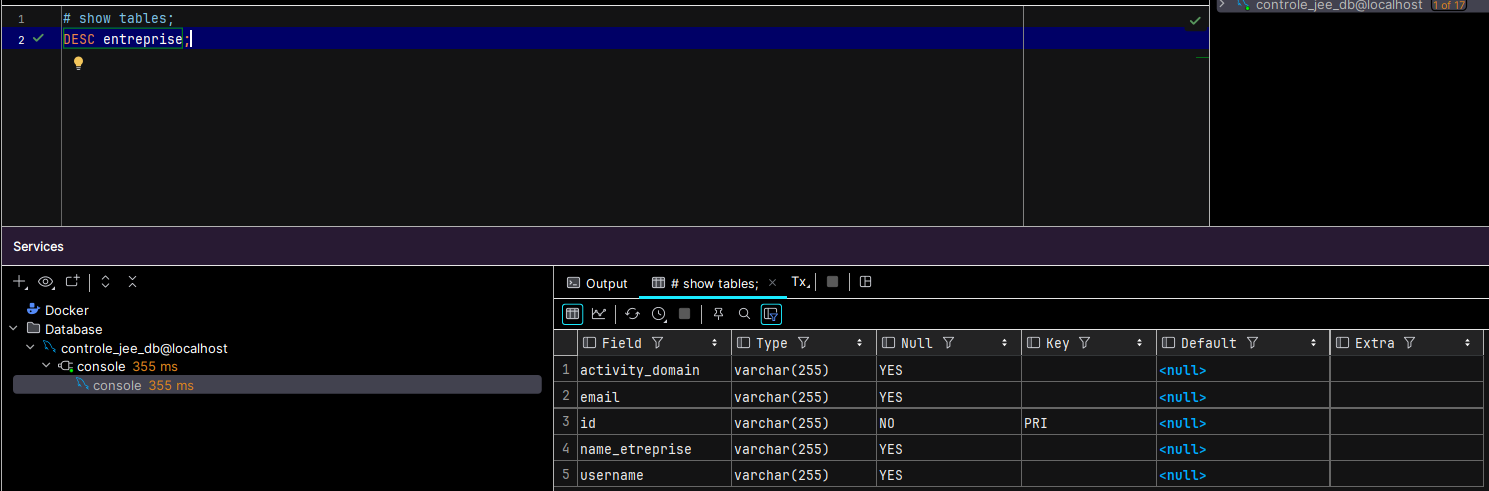 controle_jee_db@localhost 1 of 17
1 # show tables;
2 DESC entreprise;
Services
Output # show tables; Tx
Docker
Database
controle_jee_db@localhost
console 355 ms
console 355 ms
Field Type Null Key Default Extra
1 activity_domain varchar(255) YES <null>
2 email varchar(255) YES <null>
3 id varchar(255) NO PRI <null>
4 name_etreprise varchar(255) YES <null>
5 username varchar(255) YES <null>